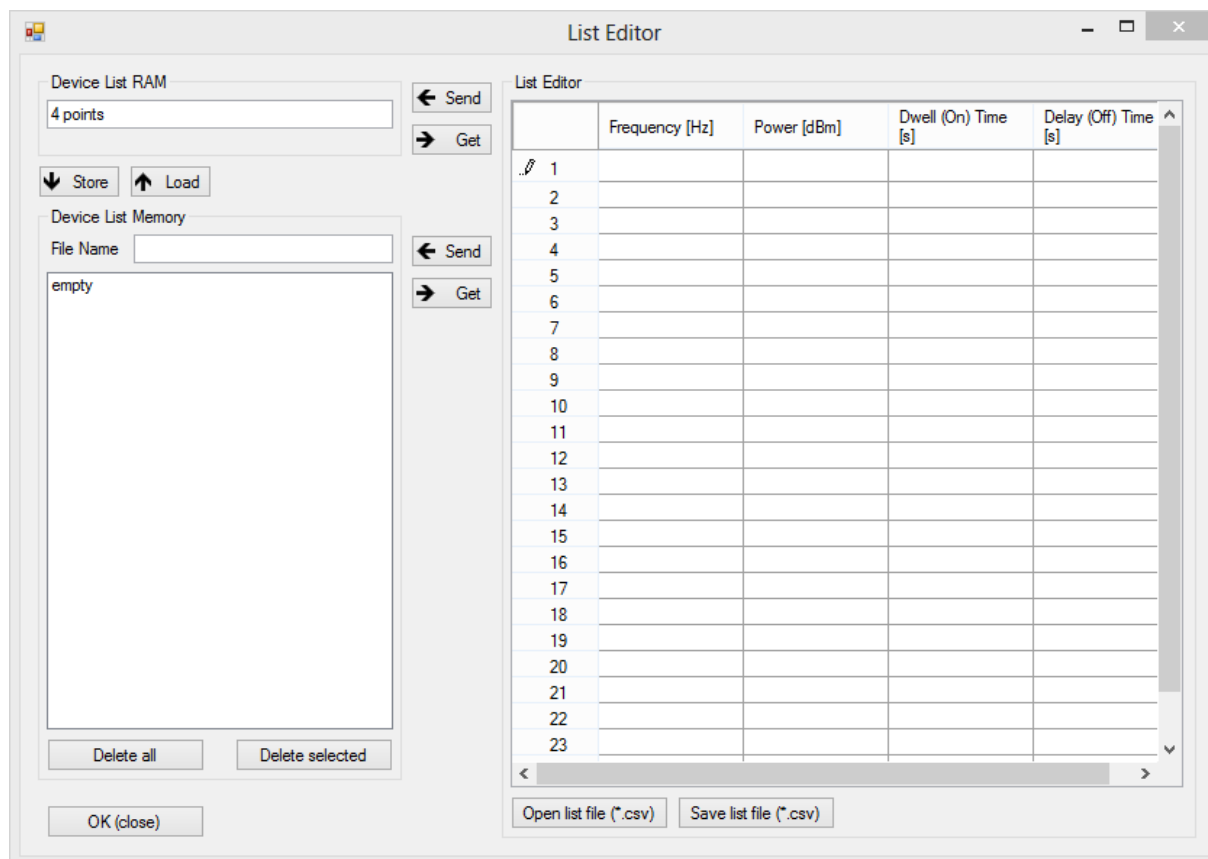 List Editor
Device List RAM
4 points
Send
Get
Store
Load
Device List Memory
File Name
Send
Get
empty
Delete all
Delete selected
OK (close)
List Editor
Frequency [Hz]
Power [dBm]
Dwell (On) Time
[s]
Delay (Off) Time
[s]
1
2
3
4
5
6
7
8
9
10
11
12
13
14
15
16
17
18
19
20
21
22
23
Open list file (*.csv)
Save list file (*.csv)